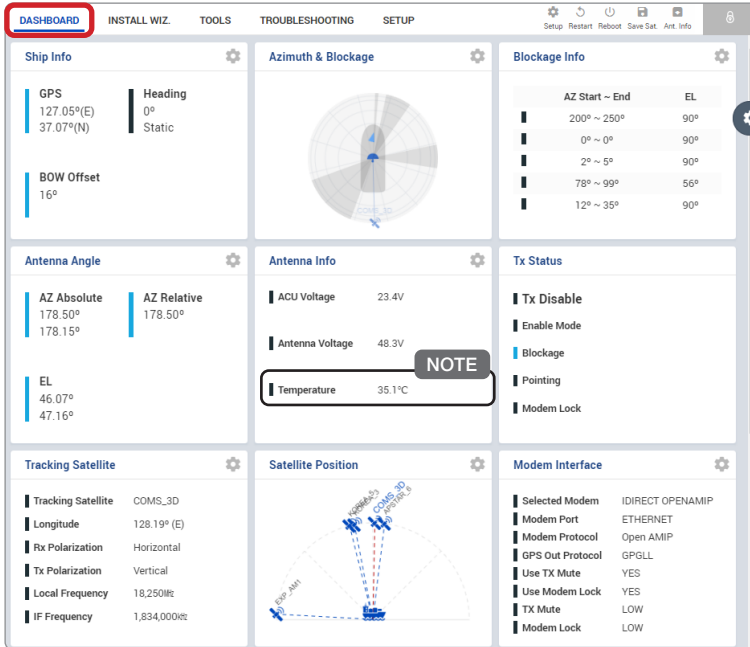 DASHBOARD INSTALL WIZ. TOOLS TROUBLESHOOTING SETUP
Setup Restart Reboot Save Sat. Ant. Info
Ship Info
GPS
127.05º(E)
37.07º(N)
Heading
0º
Static
BOW Offset
16º
Azimuth & Blockage
COMS_3D
Blockage Info
AZ Start ~ End EL
200º ~ 250º 90º
0º ~ 0º 90º
2º ~ 5º 90º
78º ~ 99º 56º
12º ~ 35º 90º
Antenna Angle
AZ Absolute
178.50º
178.15º
AZ Relative
178.50º
EL
46.07º
47.16º
Antenna Info
ACU Voltage 23.4V
Antenna Voltage 48.3V
NOTE
Temperature 35.1℃
Tx Status
Tx Disable
Enable Mode
Blockage
Pointing
Modem Lock
Tracking Satellite
Tracking Satellite COMS_3D
Longitude 128.19º (E)
Rx Polarization Horizontal
Tx Polarization Vertical
Local Frequency 18,250㎒
IF Frequency 1,834,000㎑
Satellite Position
COMS_3D
APSTAR_6
EXP_AM1
Modem Interface
Selected Modem IDIRECT OPENAMIP
Modem Port ETHERNET
Modem Protocol Open AMIP
GPS Out Protocol GPGLL
Use TX Mute YES
Use Modem Lock YES
TX Mute LOW
Modem Lock LOW